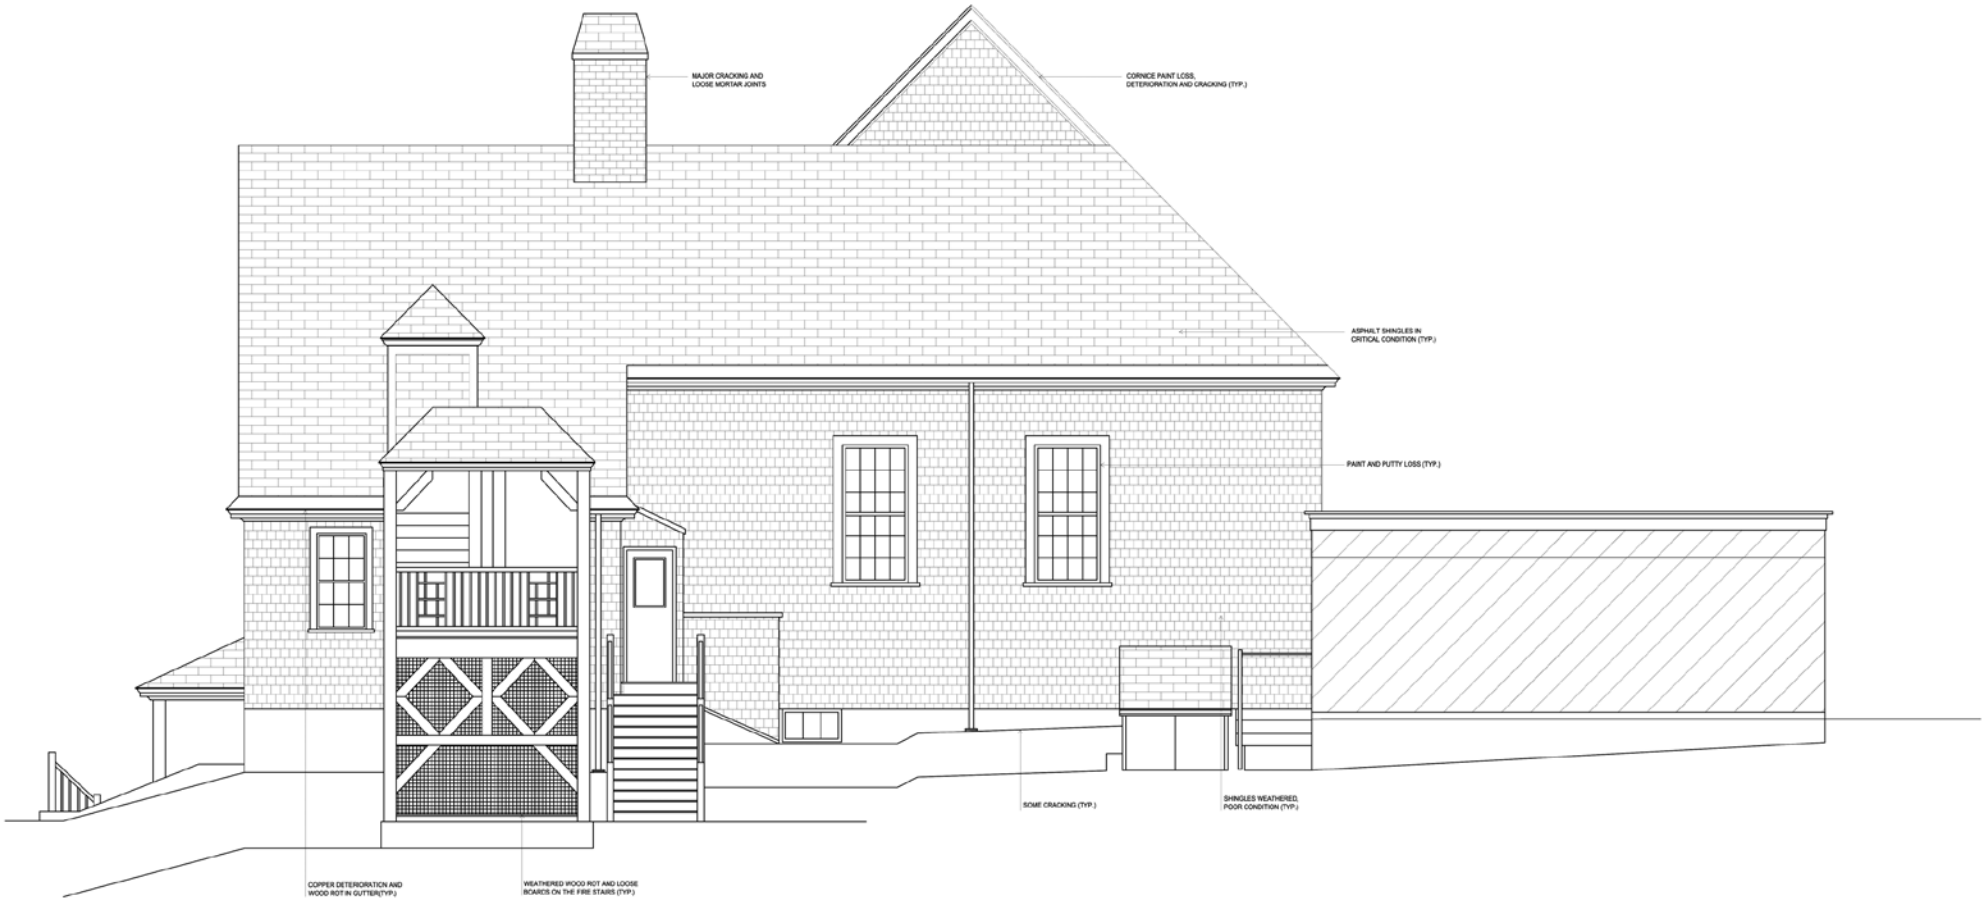 MAJOR CRACKING AND
LOOSE MORTAR JOINTS
CORNICE PAINT LOSS,
DETERIORATION AND CRACKING (TYP.)
ASPHALT SHINGLES IN
CRITICAL CONDITION (TYP.)
PAINT AND PUTTY LOSS (TYP.)
SOME CRACKING (TYP.)
SHINGLES WEATHERED,
POOR CONDITION (TYP.)
COPPER DETERIORATION AND
WOOD ROT IN GUTTER(TYP.)
WEATHERED WOOD ROT AND LOOSE
BOARDS ON THE FIRE STAIRS (TYP.)